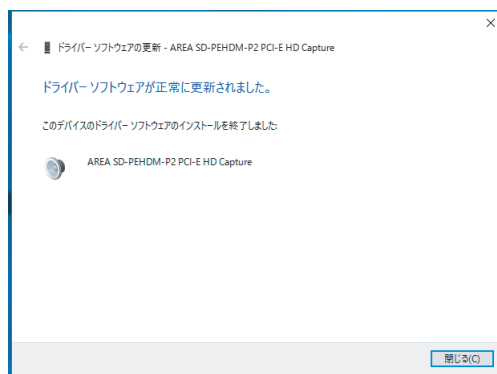 ドライバー ソフトウェアの更新 - AREA SD-PEHDM-P2 PCI-E HD Capture
ドライバー ソフトウェアが正常に更新されました。
このデバイスのドライバー ソフトウェアのインストールを終了しました:
AREA SD-PEHDM-P2 PCI-E HD Capture
閉じる(C)